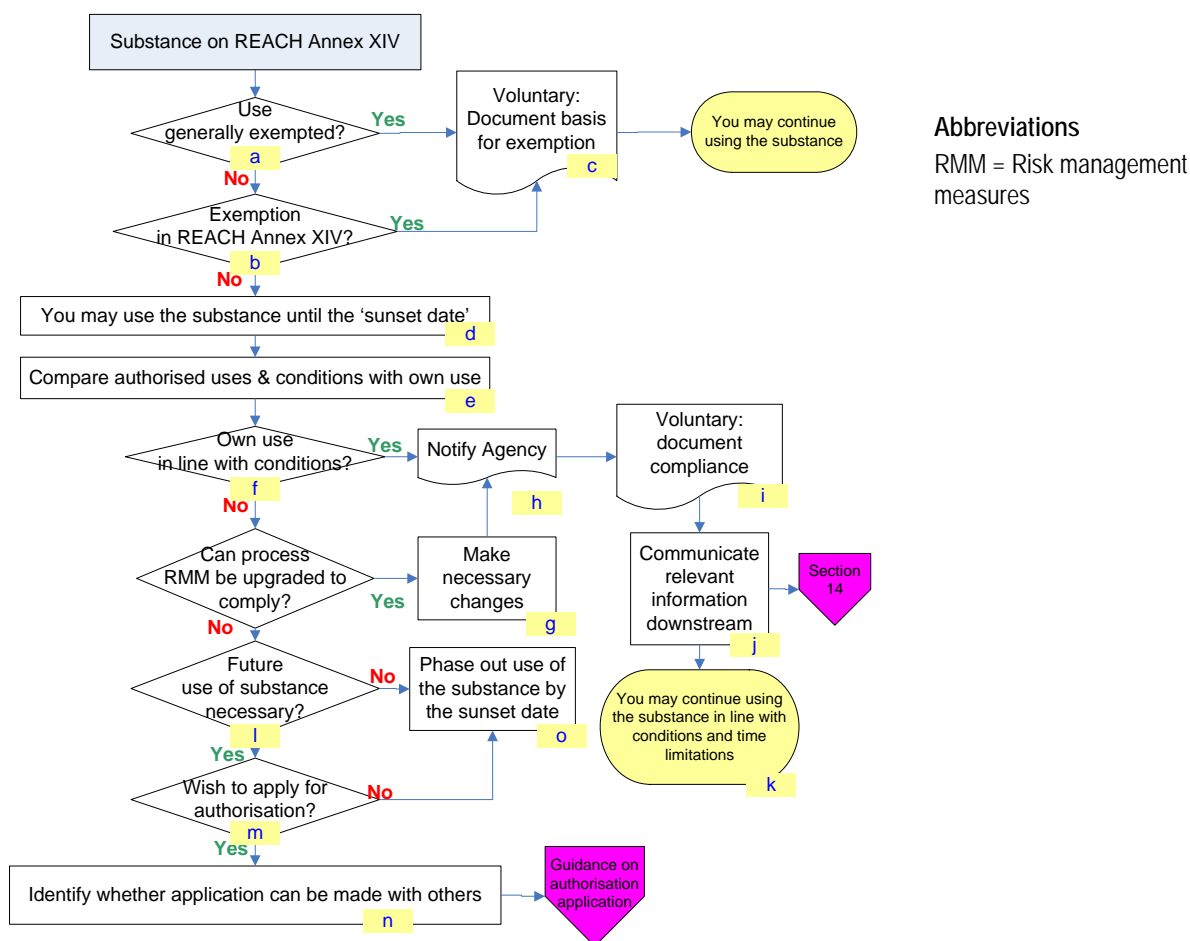 Substance on REACH Annex XIV
Use
generally exempted?
a
Yes
No
Voluntary:
Document basis
for exemption
c
You may continue
using the substance
Abbreviations
RMM = Risk management
measures
Exemption
in REACH Annex XIV?
b
Yes
No
You may use the substance until the ‘sunset date’
d
Compare authorised uses & conditions with own use
e
Own use
in line with conditions?
f
Yes
No
Notify Agency
h
Voluntary:
document
compliance
i
Can process
RMM be upgraded to
comply?
Yes
No
Make
necessary
changes
g
Communicate
relevant
information
downstream
j
Section
14
Future
use of substance
necessary?
l
No
Yes
Phase out use of
the substance by
the sunset date
o
You may continue using
the substance in line with
conditions and time
limitations
k
Wish to apply for
authorisation?
m
No
Yes
Identify whether application can be made with others
n
Guidance on
authorisation
application